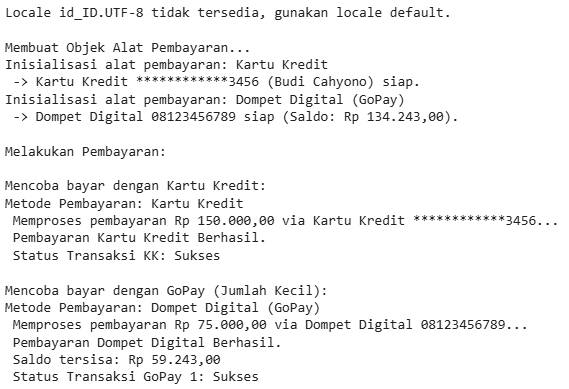 Locale id_ID.UTF-8 tidak tersedia, gunakan locale default.

Membuat Objek Alat Pembayaran...
Inisialisasi alat pembayaran: Kartu Kredit
 -> Kartu Kredit ************3456 (Budi Cahyono) siap.
Inisialisasi alat pembayaran: Dompet Digital (GoPay)
 -> Dompet Digital 08123456789 siap (Saldo: Rp 134.243,00).

Melakukan Pembayaran:

Mencoba bayar dengan Kartu Kredit:
Metode Pembayaran: Kartu Kredit
 Memproses pembayaran Rp 150.000,00 via Kartu Kredit ************3456...
 Pembayaran Kartu Kredit Berhasil.
 Status Transaksi KK: Sukses

Mencoba bayar dengan GoPay (Jumlah Kecil):
Metode Pembayaran: Dompet Digital (GoPay)
 Memproses pembayaran Rp 75.000,00 via Dompet Digital 08123456789...
 Pembayaran Dompet Digital Berhasil.
 Saldo tersisa: Rp 59.243,00
 Status Transaksi GoPay 1: Sukses